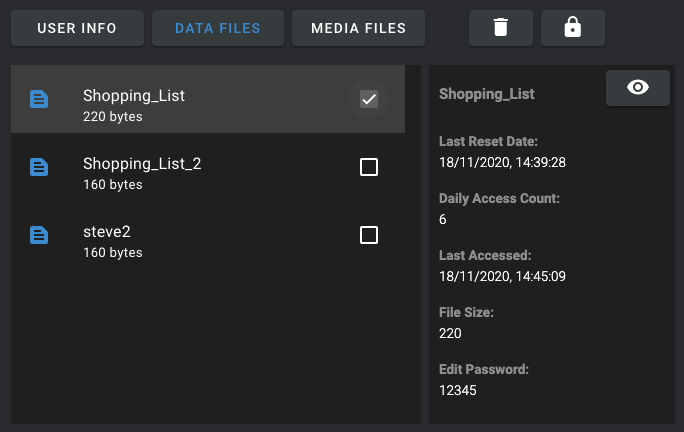 USER INFO
DATA FILES
MEDIA FILES
Shopping_List
220 bytes
Shopping_List_2
160 bytes
steve2
160 bytes
Shopping_List
Last Reset Date:
18/11/2020, 14:39:28
Daily Access Count:
6
Last Accessed:
18/11/2020, 14:45:09
File Size:
220
Edit Password:
12345